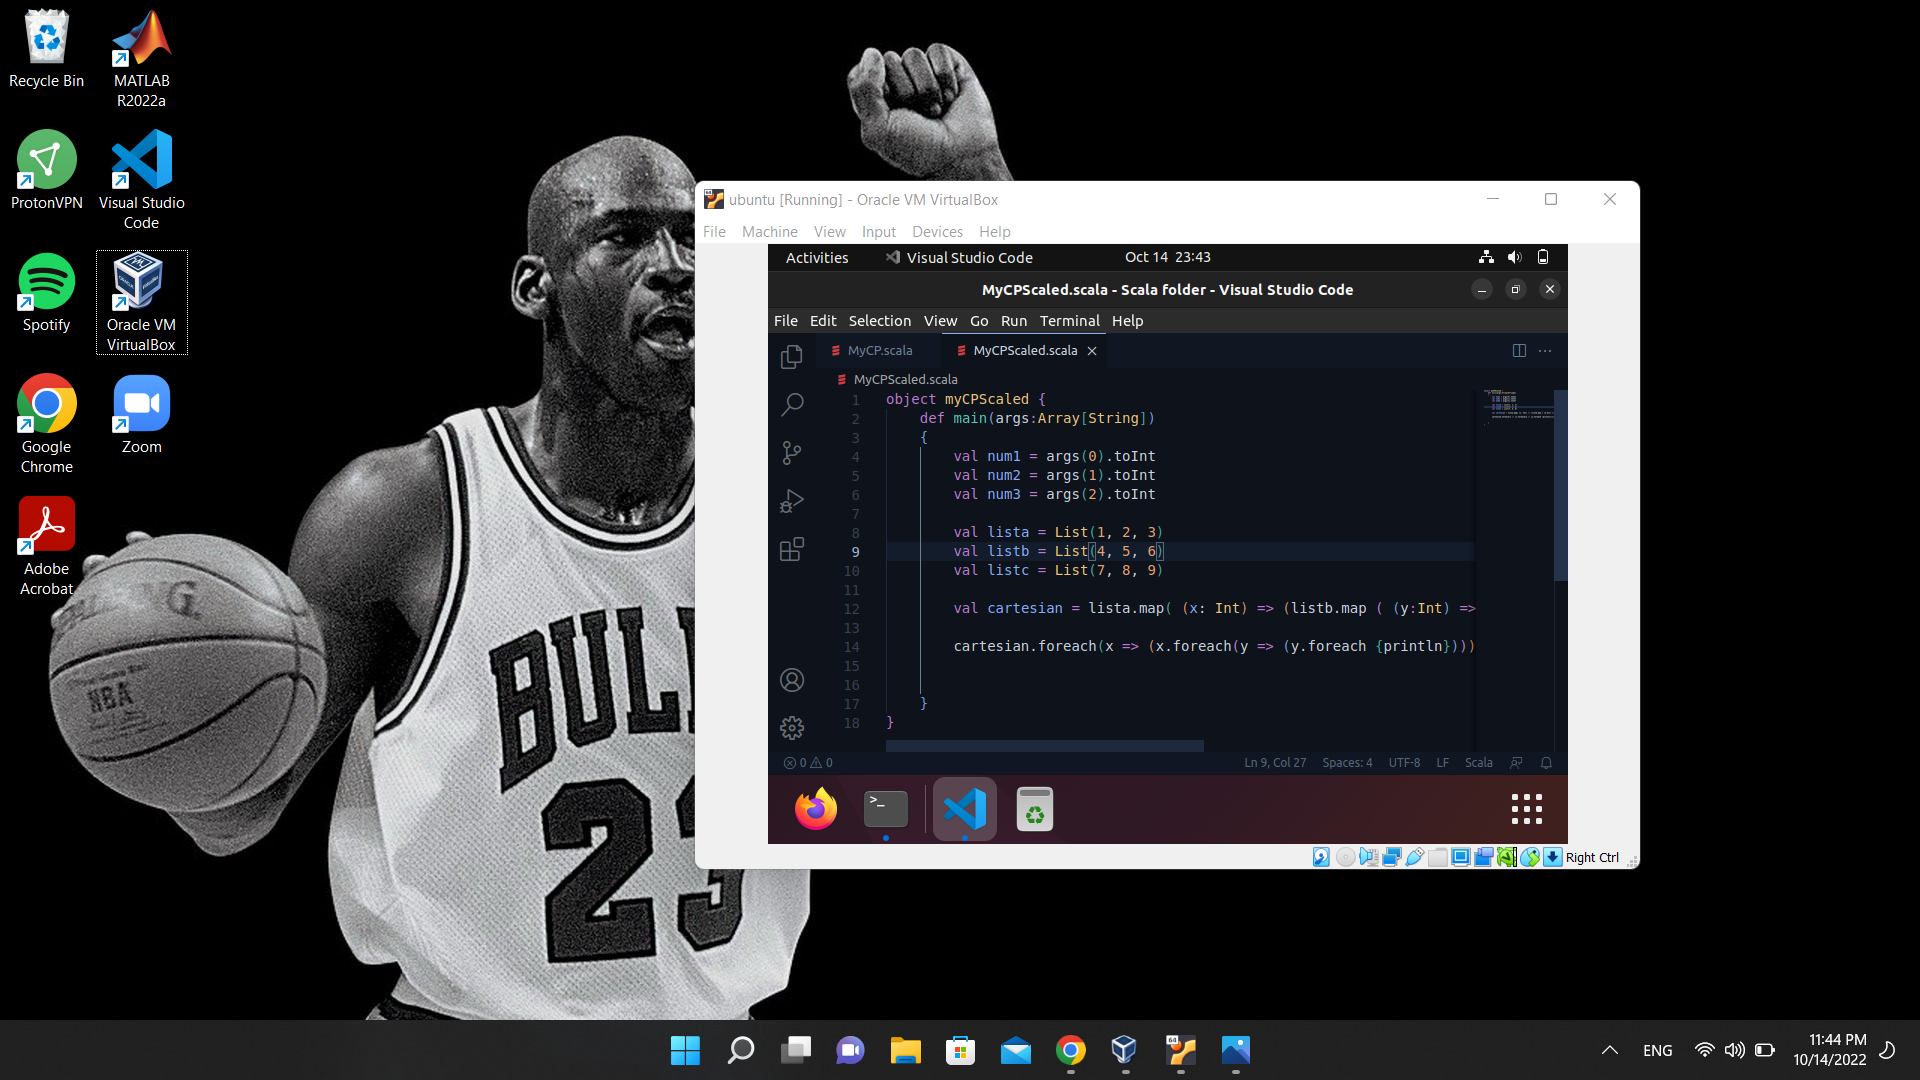 Recycle Bin
MATLAB
R2022a
ProtonVPN
Visual Studio
Code
Spotify
Oracle VM
VirtualBox
Google
Chrome
Zoom
Adobe
Acrobat
NBA
BULL
23
ubuntu [Running] - Oracle VM VirtualBox
File Machine View Input Devices Help
Activities Visual Studio Code Oct 14 23:43
MyCPScaled.scala - Scala folder - Visual Studio Code
File Edit Selection View Go Run Terminal Help
MyCP.scala MyCPScaled.scala
MyCPScaled.scala
1 object myCPScaled {
2 def main(args:Array[String])
3 {
4 val num1 = args(0).toInt
5 val num2 = args(1).toInt
6 val num3 = args(2).toInt
7
8 val lista = List(1, 2, 3)
9 val listb = List(4, 5, 6)
10 val listc = List(7, 8, 9)
11
12 val cartesian = lista.map( (x: Int) => (listb.map ( (y:Int) =>
13
14 cartesian.foreach(x => (x.foreach(y => (y.foreach {println})))
15
16
17 }
18 }
0 0 Ln 9, Col 27 Spaces: 4 UTF-8 LF Scala
Right Ctrl
ENG
11:44 PM
10/14/2022